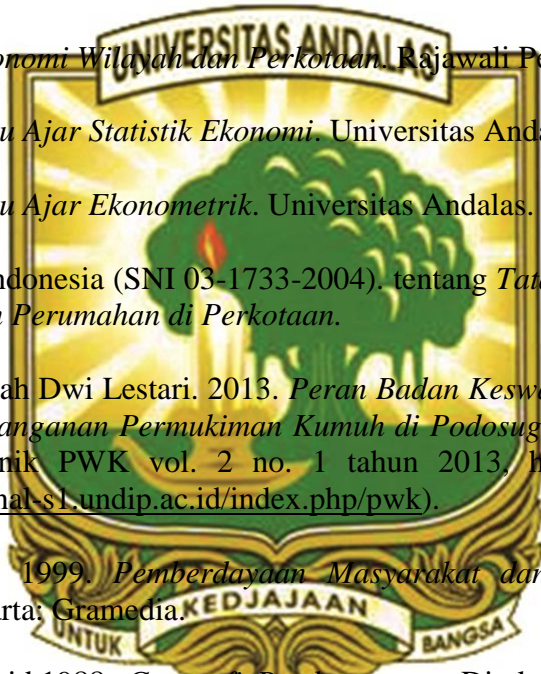 UNIVERSITAS ANDALAS
onomi Wilayah dan Perkotaan. Rajawali Pe
u Ajar Statistik Ekonomi. Universitas Anda
u Ajar Ekonometrik. Universitas Andalas.
ndonesia (SNI 03-1733-2004). tentang Tata
n Perumahan di Perkotaan.
ah Dwi Lestari. 2013. Peran Badan Keswa
anganan Permukiman Kumuh di Podosug
nik PWK vol. 2 no. 1 tahun 2013, h
nal-s1.undip.ac.id/index.php/pwk).
1999. Pemberdayaan Masyarakat dan
arta: Gramedia.
UNTUK KEDJAJAAN BANGSA